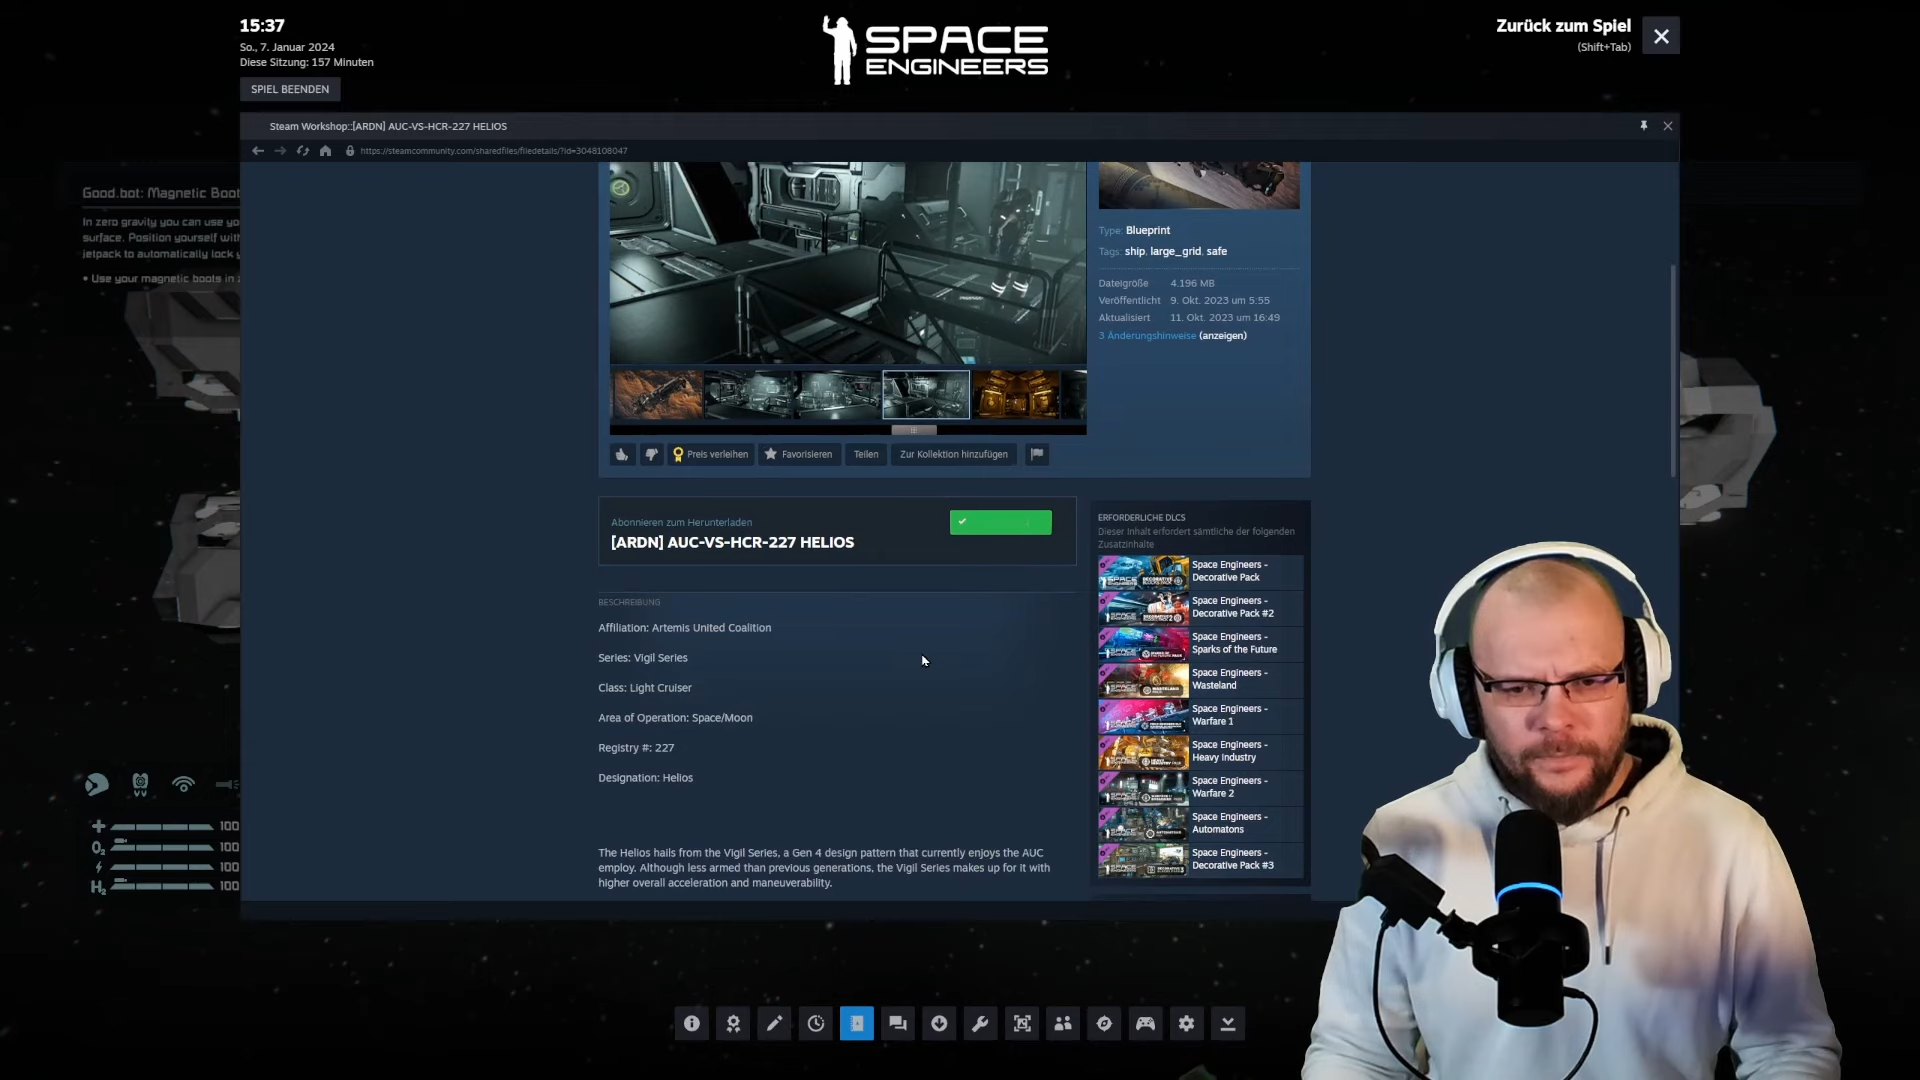 15:37
So., 7. Januar 2024
Diese Sitzung: 157 Minuten
SPIEL BEENDEN
SPACE
ENGINEERS
Zurück zum Spiel
(Shift+Tab)
Steam Workshop::[ARDN] AUC-VS-HCR-227 HELIOS
https://steamcommunity.com/sharedfiles/filedetails/?id=3048108047
Good.bot: Magnetic Boot
In zero gravity you can use yo
surface. Position yourself with
jetpack to automatically lock y
• Use your magnetic boots in z
Type: Blueprint
Tags: ship, large_grid, safe
Dateigröße 4.196 MB
Veröffentlicht 9. Okt. 2023 um 5:55
Aktualisiert 11. Okt. 2023 um 16:49
3 Änderungshinweise (anzeigen)
Preis verleihen
Favorisieren
Teilen
Zur Kollektion hinzufügen
Abonnieren zum Herunterladen
[ARDN] AUC-VS-HCR-227 HELIOS
BESCHREIBUNG
Affiliation: Artemis United Coalition
Series: Vigil Series
Class: Light Cruiser
Area of Operation: Space/Moon
Registry #: 227
Designation: Helios
The Helios hails from the Vigil Series, a Gen 4 design pattern that currently enjoys the AUC
employ. Although less armed than previous generations, the Vigil Series makes up for it with
higher overall acceleration and maneuverability.
ERFORDERLICHE DLCS
Dieser Inhalt erfordert sämtliche der folgenden
Zusatzinhalte
Space Engineers -
Decorative Pack
Space Engineers -
Decorative Pack #2
Space Engineers -
Sparks of the Future
Space Engineers -
Wasteland
Space Engineers -
Warfare 1
Space Engineers -
Heavy Industry
Space Engineers -
Warfare 2
Space Engineers -
Automatons
Space Engineers -
Decorative Pack #3
100
O2 100
100
H2 100